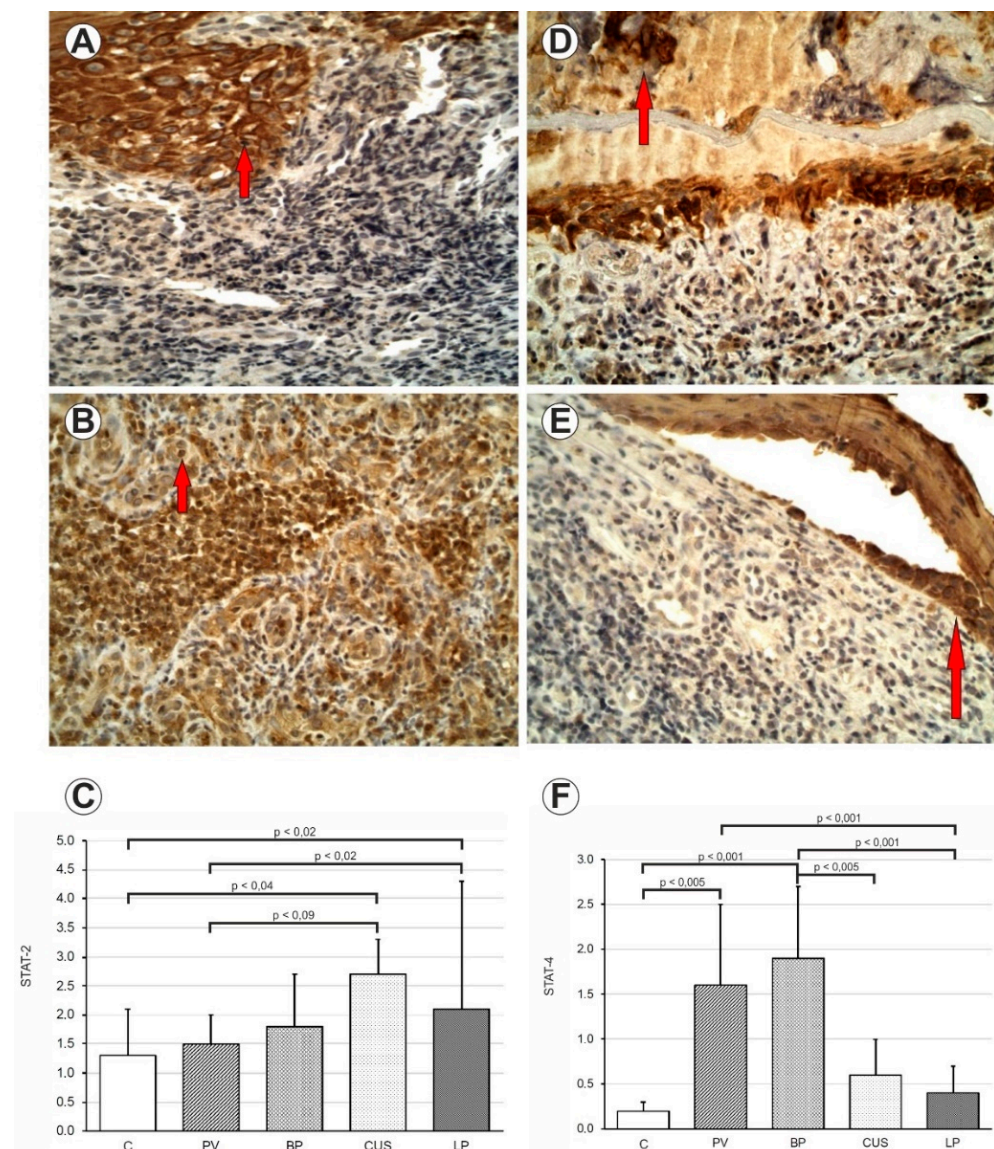 A
D
B
E
C
p < 0,02
p < 0,02
p < 0,04
p < 0,09
STAT-2
5.0
4.5
4.0
3.5
3.0
2.5
2.0
1.5
1.0
0.5
0.0
C PV BP CUS LP
F
p < 0,001
p < 0,001
p < 0,001
p < 0,005
p < 0,005
STAT-4
3.0
2.5
2.0
1.5
1.0
0.5
0.0
C PV BP CUS LP